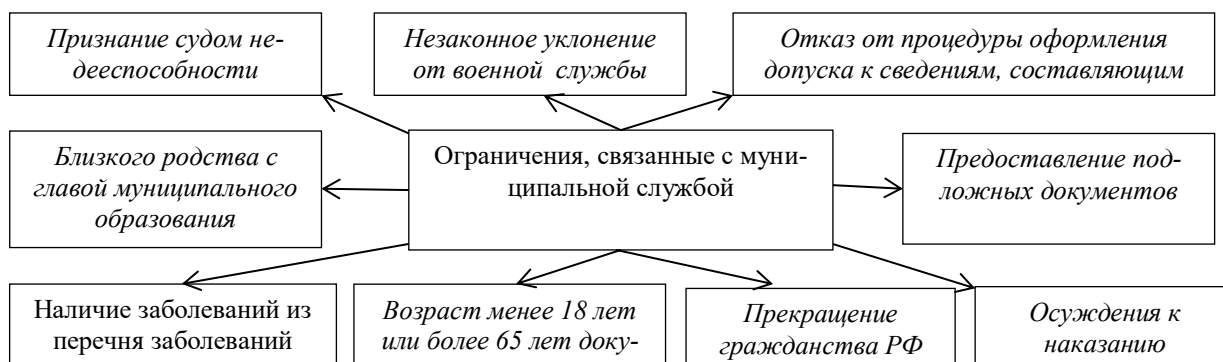 Признание судом не-
дееспособности
Незаконное уклонение
от военной службы
Отказ от процедуры оформления
допуска к сведениям, составляющим
Близкого родства с
главой муниципального
образования
Ограничения, связанные с муни-
ципальной службой
Предоставление под-
ложных документов
Наличие заболеваний из
перечня заболеваний
Возраст менее 18 лет
или более 65 лет доку-
Прекращение
гражданства РФ
Осуждения к
наказанию